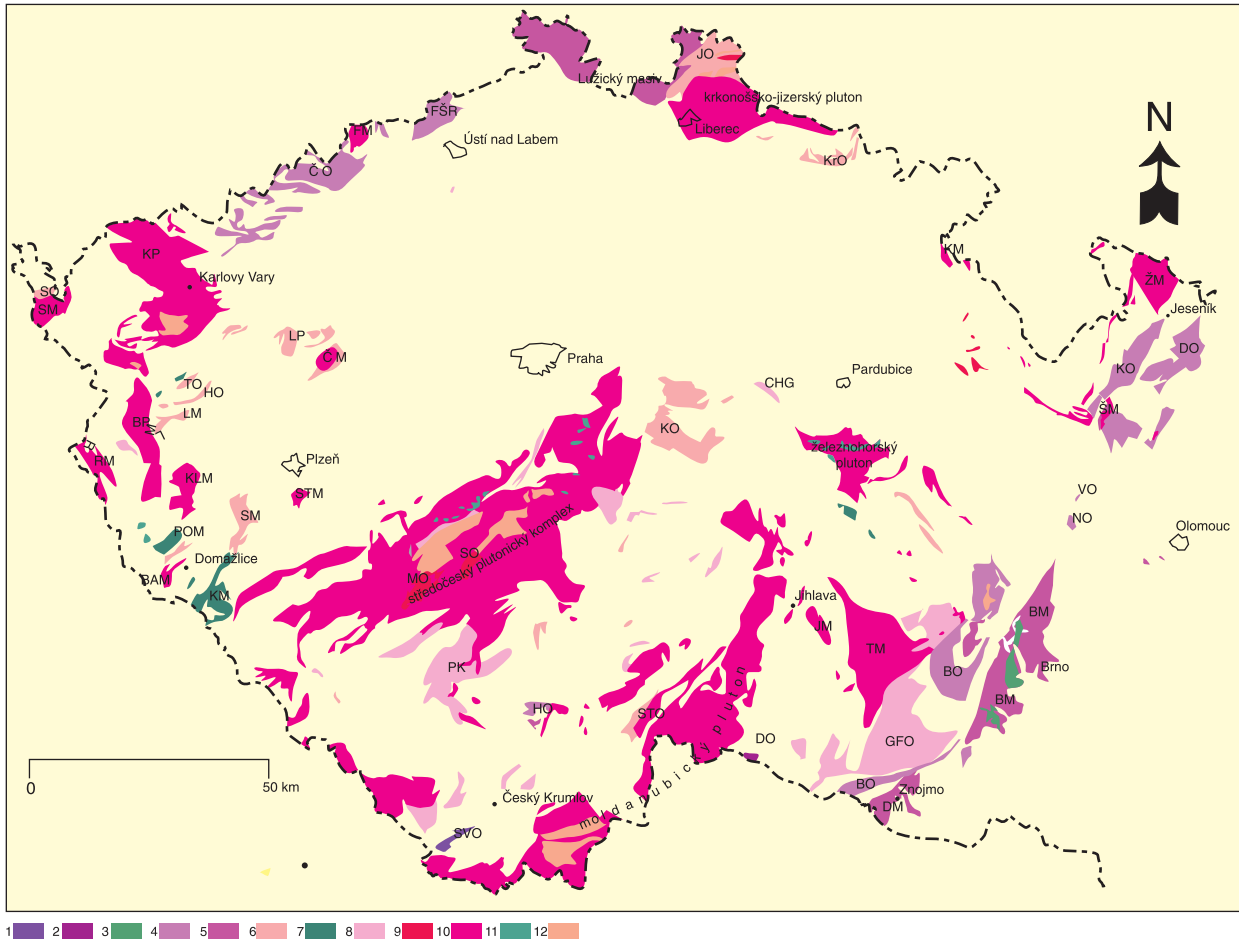 JO
Lužický masiv
krkonošsko-jizerský pluton
FŠR
N
FM
Ústí nad Labem
Liberec
KrO
Č O
KP
KM
Karlovy Vary
ŽM
SO
SM
Jeseník
LP
Č M
Praha
DO
KO
TO
HO
CHG
Pardubice
LM
BP
ŠM
KO
R
RM
Plzeň
železnohorský
pluton
KLM
STM
VO
SM
NO
POM
Olomouc
Domažlice
SO
středočeský plutonický komplex
BAM
MO
KM
Jihlava
JM
BM
TM
PK
BO
Brno
BM
HO
STO
DO
GFO
moldanubický pluton
0
50 km
BO
Znojmo
DM
Český Krumlov
SVO
1 2 3 4 5 6 7 8 9 10 11 12